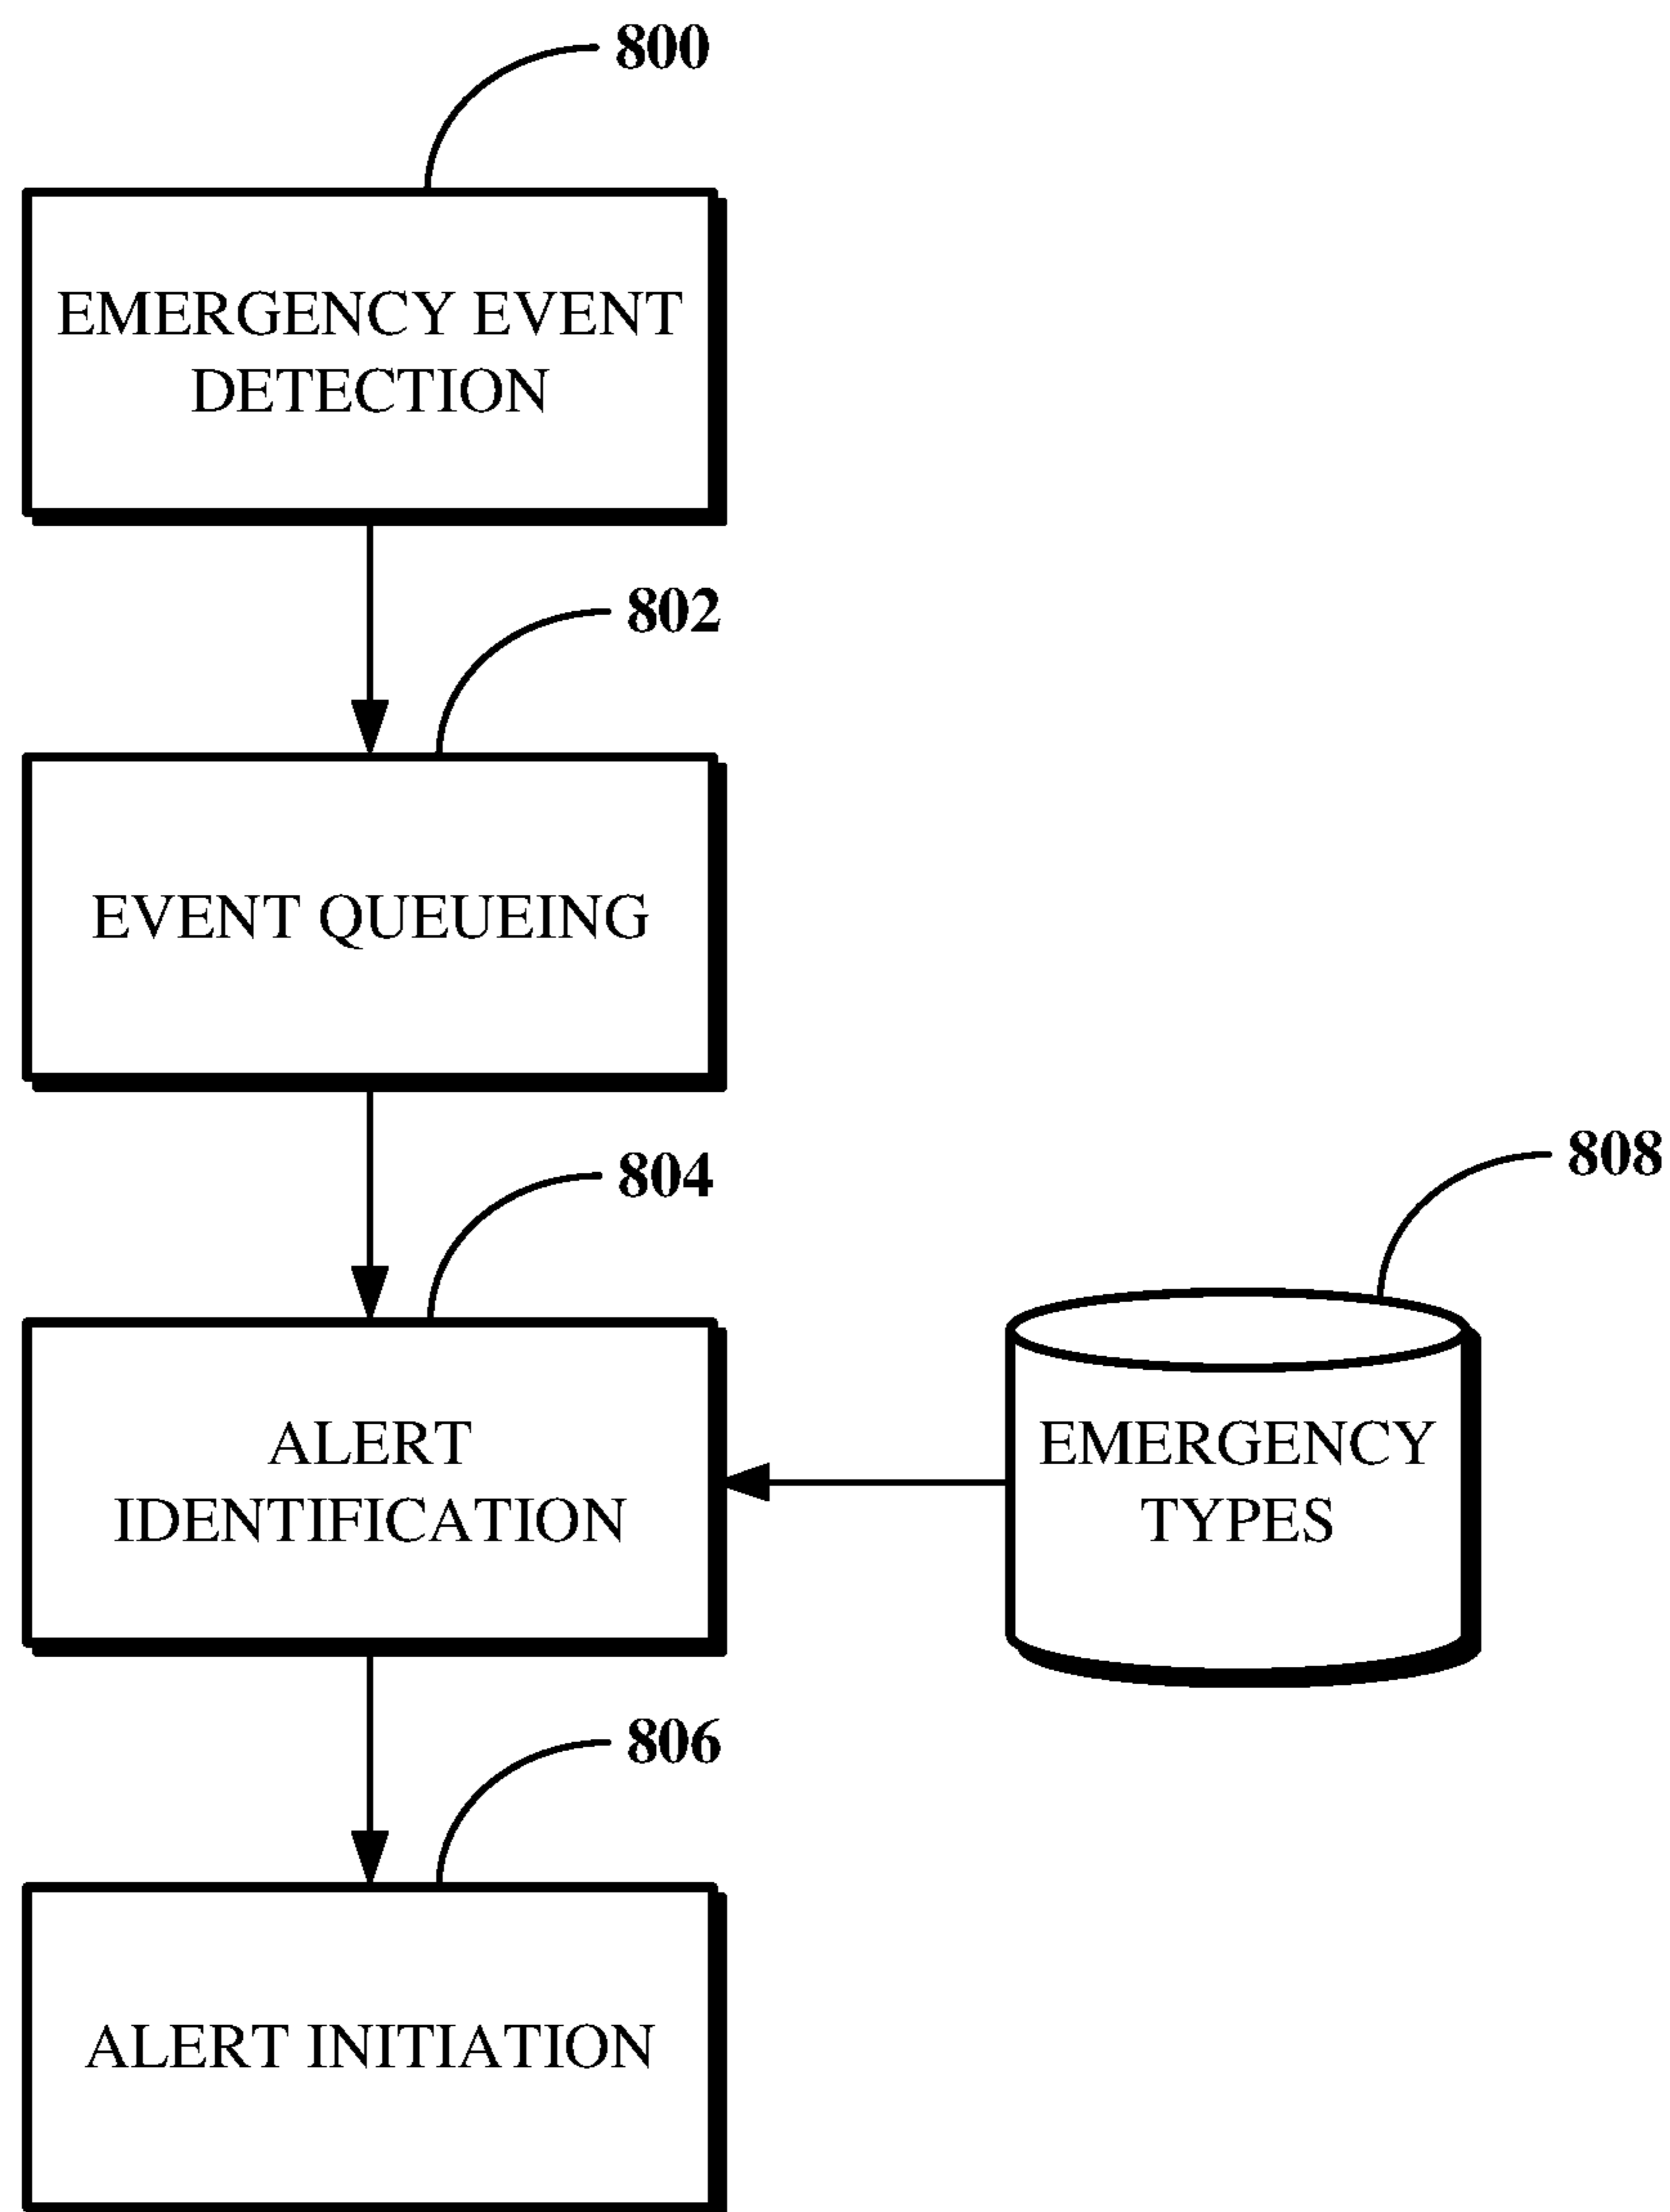 800
EMERGENCY EVENT
DETECTION
802
EVENT QUEUEING
804
808
ALERT
IDENTIFICATION
EMERGENCY
TYPES
806
ALERT INITIATION